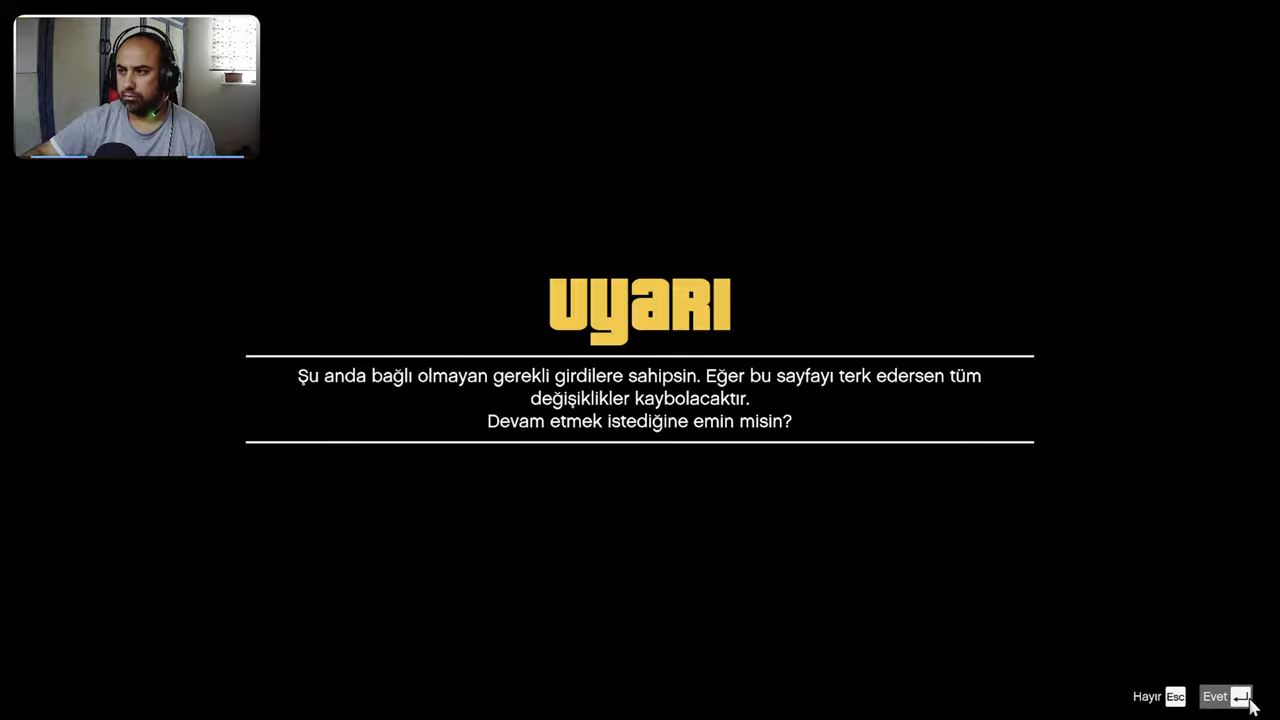 uyaRI
Şu anda bağlı olmayan gerekli girdilere sahipsin. Eğer bu sayfayı terk edersen tüm
değişiklikler kaybolacaktır.
Devam etmek istediğine emin misin?
Hayır Esc Evet